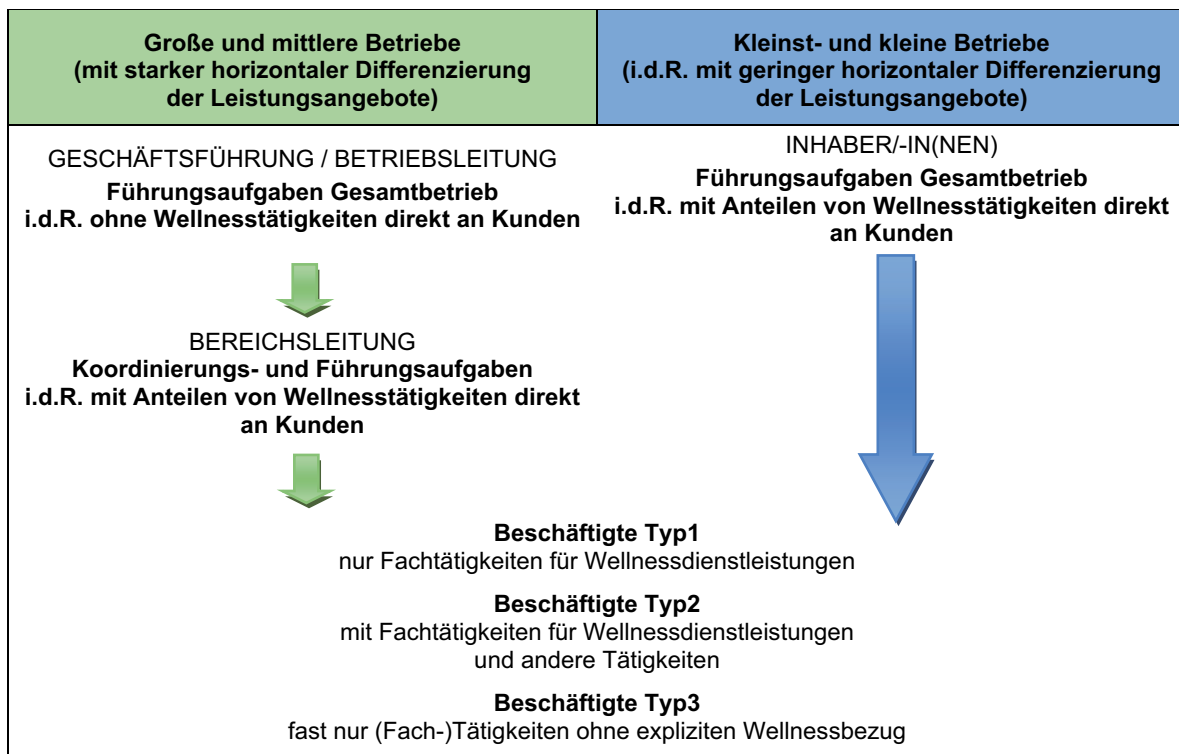 Große und mittlere Betriebe
(mit starker horizontaler Differenzierung
der Leistungsangebote)
Kleinst- und kleine Betriebe
(i.d.R. mit geringer horizontaler Differenzierung
der Leistungsangebote)
GESCHÄFTSFÜHRUNG / BETRIEBSLEITUNG
Führungsaufgaben Gesamtbetrieb
i.d.R. ohne Wellnesstätigkeiten direkt an Kunden
BEREICHSLEITUNG
Koordinierungs- und Führungsaufgaben
i.d.R. mit Anteilen von Wellnesstätigkeiten direkt
an Kunden
INHABER/-IN(NEN)
Führungsaufgaben Gesamtbetrieb
i.d.R. mit Anteilen von Wellnesstätigkeiten direkt
an Kunden
Beschäftigte Typ1
nur Fachtätigkeiten für Wellnessdienstleistungen
Beschäftigte Typ2
mit Fachtätigkeiten für Wellnessdienstleistungen
und andere Tätigkeiten
Beschäftigte Typ3
fast nur (Fach-)Tätigkeiten ohne expliziten Wellnessbezug